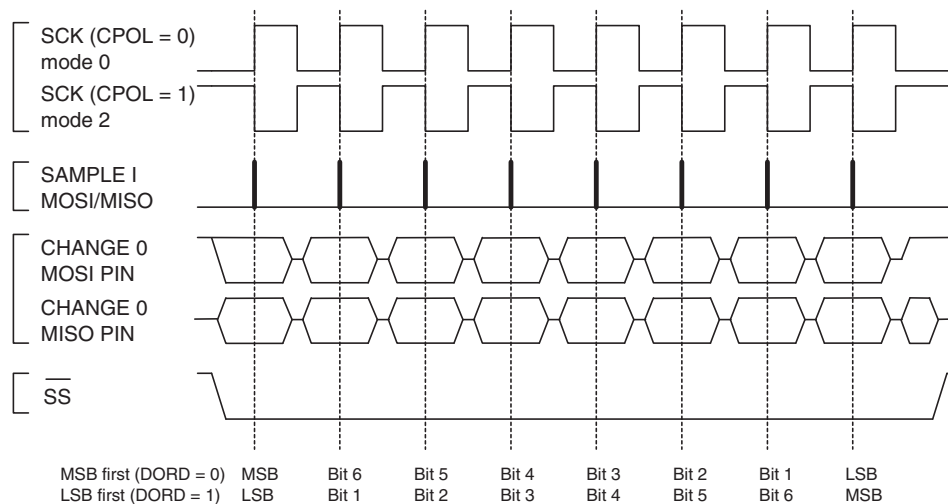 SCK (CPOL = 0)
mode 0
SCK (CPOL = 1)
mode 2
SAMPLE I
MOSI/MISO
CHANGE 0
MOSI PIN
CHANGE 0
MISO PIN
SS
MSB first (DORD = 0) MSB Bit 6 Bit 5 Bit 4 Bit 3 Bit 2 Bit 1 LSB
LSB first (DORD = 1) LSB Bit 1 Bit 2 Bit 3 Bit 4 Bit 5 Bit 6 MSB